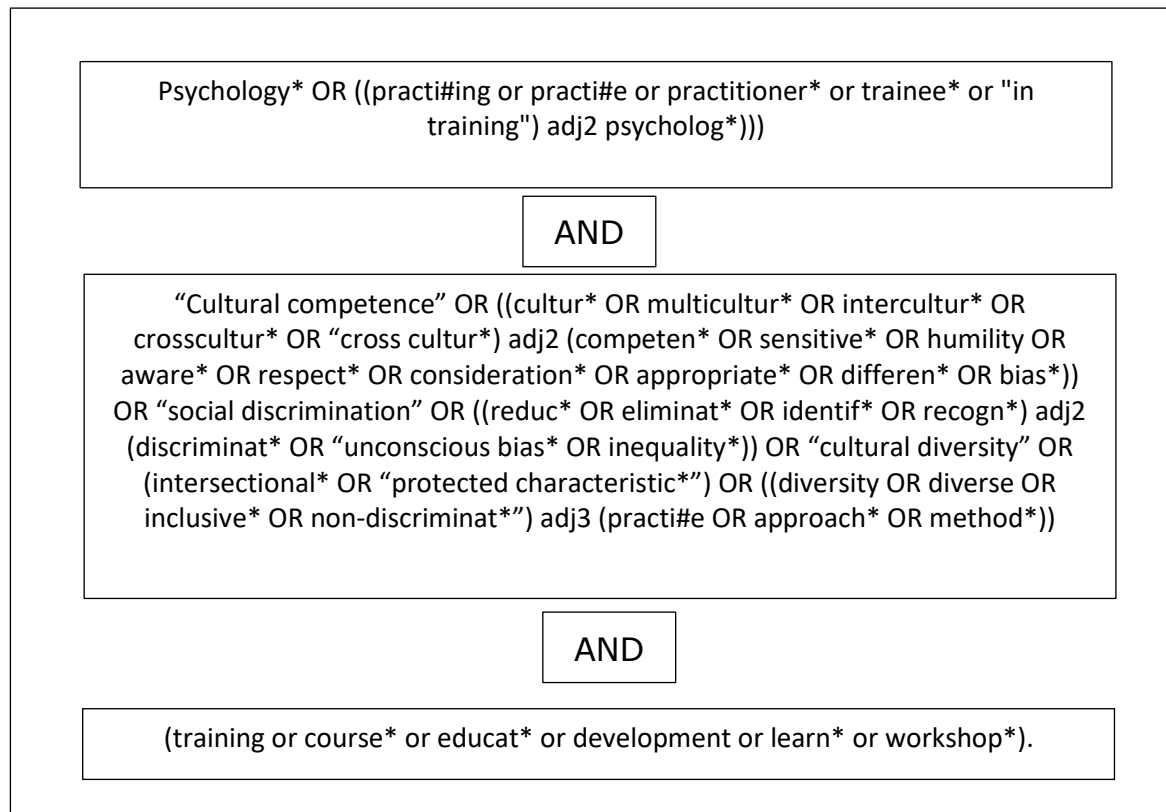 Psychology* OR ((practi#ing or practi#e or practitioner* or trainee* or "in
training") adj2 psycholog*)))
AND
“Cultural competence” OR ((cultur* OR multicultur* OR intercultur* OR
crosscultur* OR “cross cultur*) adj2 (competen* OR sensitive* OR humility OR
aware* OR respect* OR consideration* OR appropriate* OR differen* OR bias*))
OR “social discrimination” OR ((reduc* OR eliminat* OR identif* OR recogn*) adj2
(discriminat* OR “unconscious bias* OR inequality*)) OR “cultural diversity” OR
(intersectional* OR “protected characteristic*”) OR ((diversity OR diverse OR
inclusive* OR non-discriminat*”) adj3 (practi#e OR approach* OR method*))
AND
(training or course* or educat* or development or learn* or workshop*).